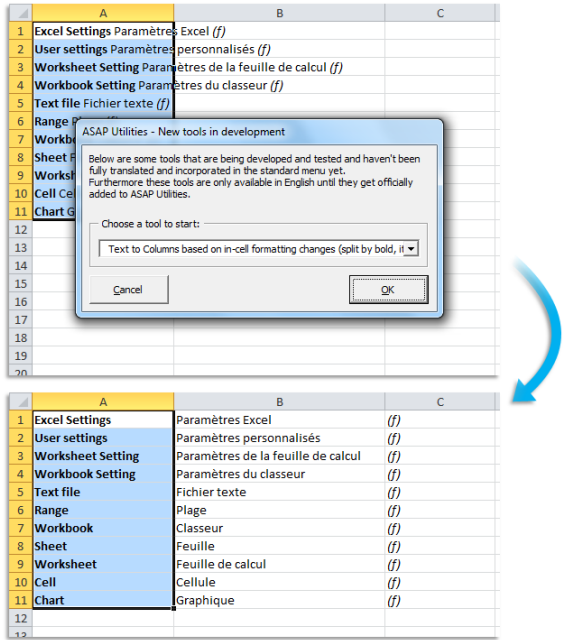 A B C
1 Excel Settings Paramètres Excel (f)
2 User settings Paramètres personnalisés (f)
3 Worksheet Setting Paramètres de la feuille de calcul (f)
4 Workbook Setting Paramètres du classeur (f)
5 Text file Fichier texte (f)
6 Range
7 Workb
8 Sheet F
9 Worksh
10 Cell Cel
11 Chart G
12
13
14
15
16
17
18
19
20
ASAP Utilities - New tools in development
Below are some tools that are being developed and tested and haven't been
fully translated and incorporated in the standard menu yet.
Furthermore these tools are only available in English until they get officially
added to ASAP Utilities.
Choose a tool to start:
Text to Columns based on in-cell formatting changes (split by bold, it
Cancel OK
A B C
1 Excel Settings Paramètres Excel (f)
2 User settings Paramètres personnalisés (f)
3 Worksheet Setting Paramètres de la feuille de calcul (f)
4 Workbook Setting Paramètres du classeur (f)
5 Text file Fichier texte (f)
6 Range Plage (f)
7 Workbook Classeur (f)
8 Sheet Feuille (f)
9 Worksheet Feuille de calcul (f)
10 Cell Cellule (f)
11 Chart Graphique (f)
12
13